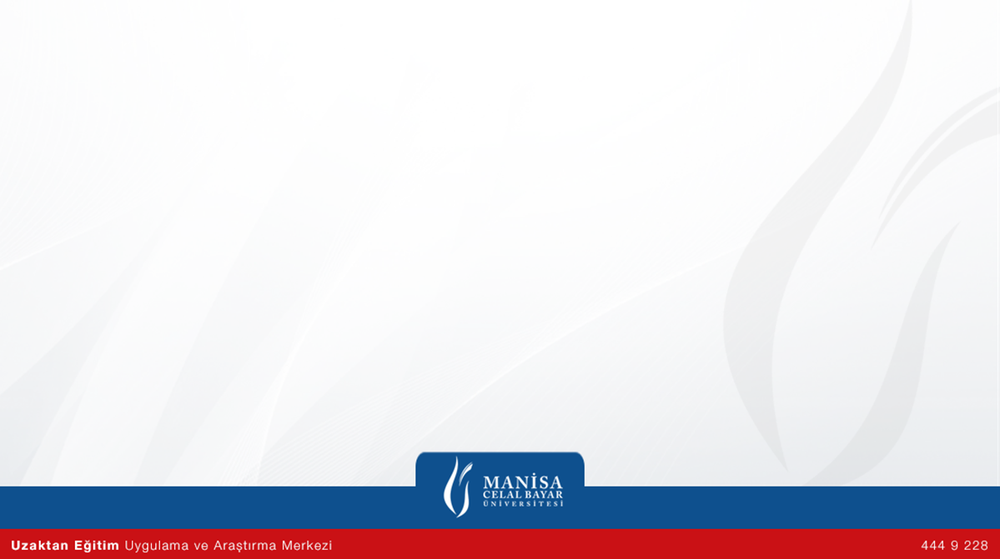 MANİSA
CELAL BAYAR
ÜNİVERSİTESİ
Uzaktan Eğitim Uygulama ve Araştırma Merkezi
444 9 228